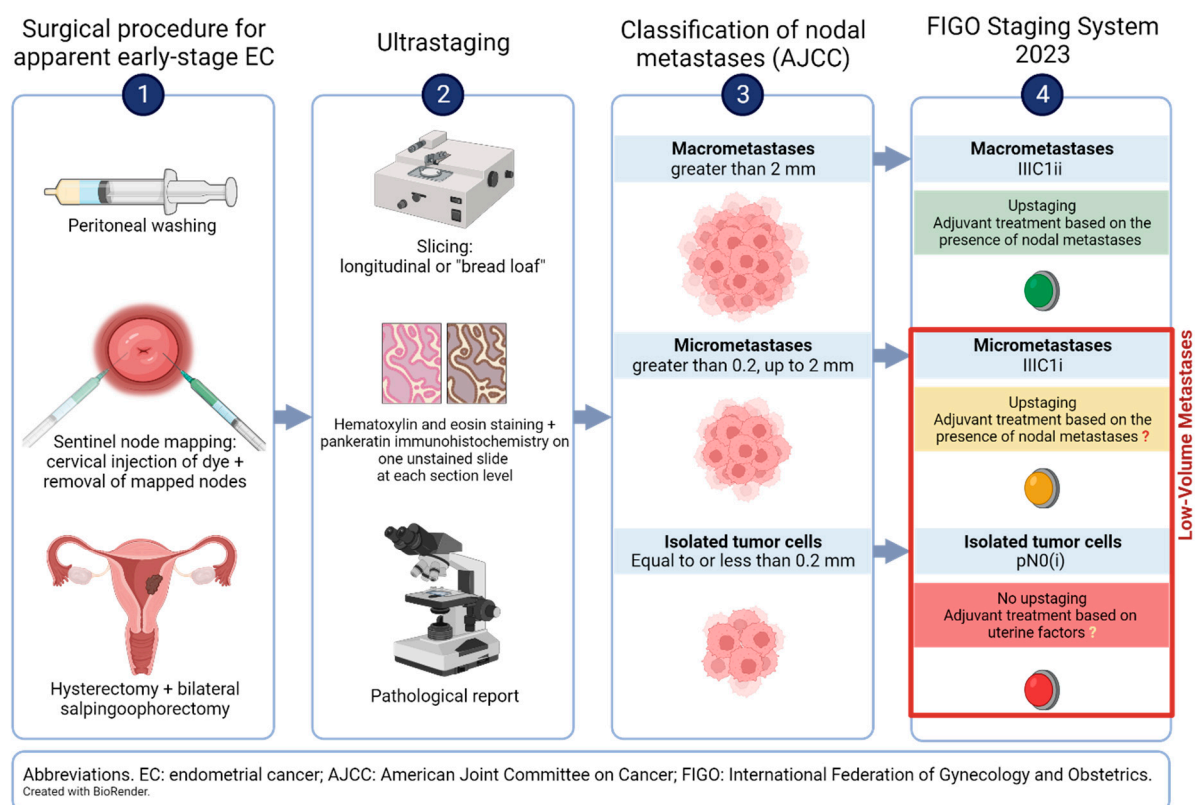 Surgical procedure for
apparent early-stage EC
1
Peritoneal washing
Sentinel node mapping:
cervical injection of dye +
removal of mapped nodes
Hysterectomy + bilateral
salpingoophorectomy
Ultrastaging
2
Slicing:
longitudinal or "bread loaf"
Hematoxylin and eosin staining +
pankeratin immunohistochemistry on
one unstained slide
at each section level
Pathological report
Classification of nodal
metastases (AJCC)
3
Macrometastases
greater than 2 mm
Micrometastases
greater than 0.2, up to 2 mm
Isolated tumor cells
Equal to or less than 0.2 mm
FIGO Staging System
2023
4
Macrometastases
IIIC1ii
Upstaging
Adjuvant treatment based on the
presence of nodal metastases
Micrometastases
IIIC1i
Upstaging
Adjuvant treatment based on the
presence of nodal metastases ?
Isolated tumor cells
pN0(i)
No upstaging
Adjuvant treatment based on
uterine factors ?
Low-Volume Metastases
Abbreviations. EC: endometrial cancer; AJCC: American Joint Committee on Cancer; FIGO: International Federation of Gynecology and Obstetrics.
Created with BioRender.